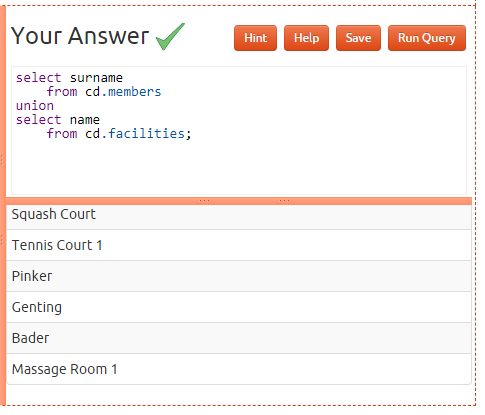 Your Answer
Hint Help Save Run Query
select surname
    from cd.members
union
select name
    from cd.facilities;
Squash Court
Tennis Court 1
Pinker
Genting
Bader
Massage Room 1